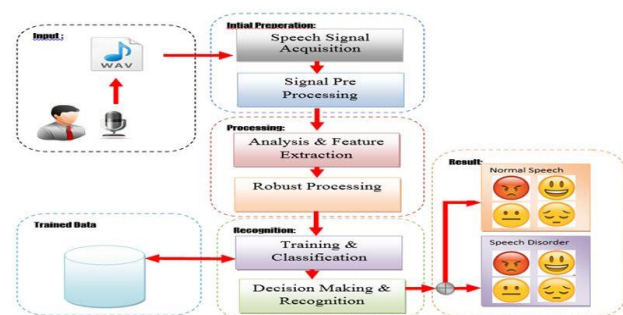 Input :
WAV
Intial Preperation:
Speech Signal
Acquisition
Signal Pre
Processing
Processing:
Analysis & Feature
Extraction
Robust Processing
Trained Data
Recognition:
Training &
Classification
Decision Making &
Recognition
Result:
Normal Speech
Speech Disorder